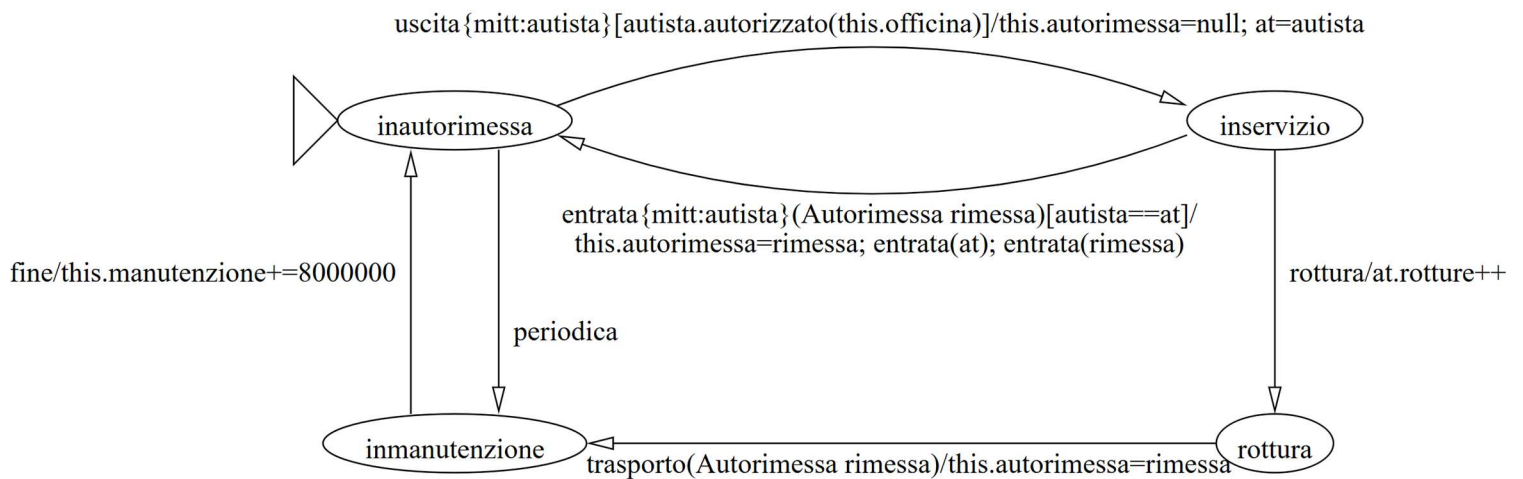 uscita{mitt:autista}[autista.autorizzato(this.officina)]/this.autorimessa=null; at=autista
inautorimessa
inservizio
entrata{mitt:autista}(Autorimessa rimessa)[autista==at]/
this.autorimessa=rimessa; entrata(at); entrata(rimessa)
fine/this.manutenzione+=8000000
rottura/at.rotture++
periodica
inmanutenzione
trasporto(Autorimessa rimessa)/this.autorimessa=rimessa
rottura